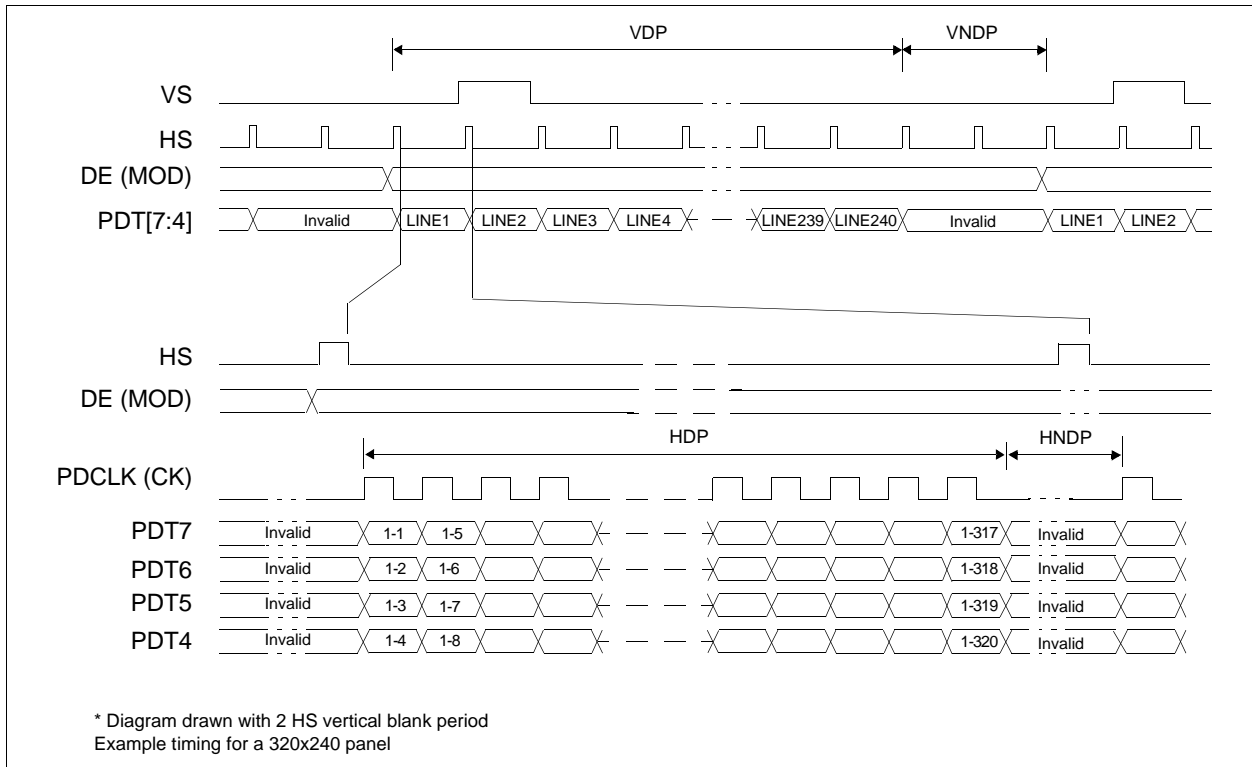 VDP VNDP
VS
HS
DE (MOD)
PDT[7:4] Invalid LINE1 LINE2 LINE3 LINE4 LINE239 LINE240 Invalid LINE1 LINE2
HS
DE (MOD)
HDP HNDP
PDCLK (CK)
PDT7 Invalid 1-1 1-5 1-317 Invalid
PDT6 Invalid 1-2 1-6 1-318 Invalid
PDT5 Invalid 1-3 1-7 1-319 Invalid
PDT4 Invalid 1-4 1-8 1-320 Invalid
* Diagram drawn with 2 HS vertical blank period
Example timing for a 320x240 panel